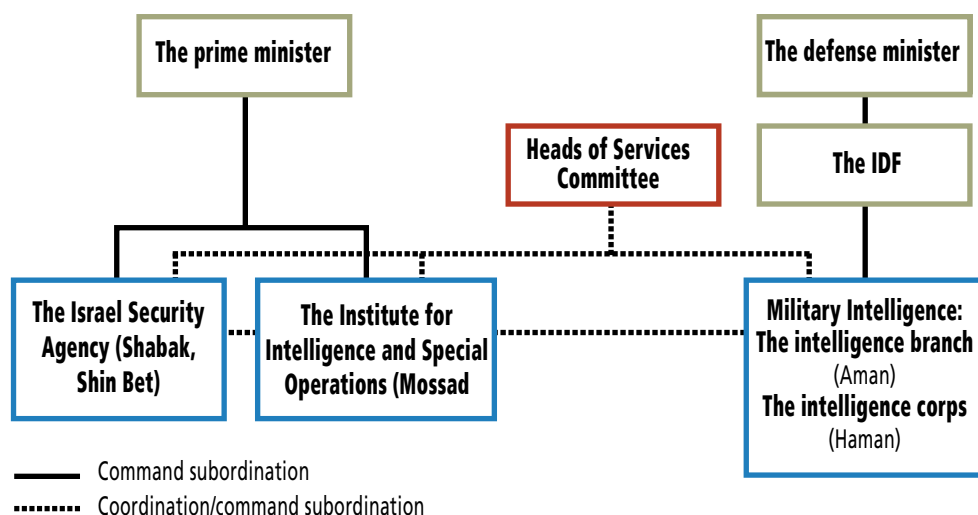 The prime minister
The defense minister
Heads of Services
Committee
The IDF
The Israel Security
Agency (Shabak,
Shin Bet)
The Institute for
Intelligence and Special
Operations (Mossad
Military Intelligence:
The intelligence branch
(Aman)
The intelligence corps
(Haman)
Command subordination
Coordination/command subordination